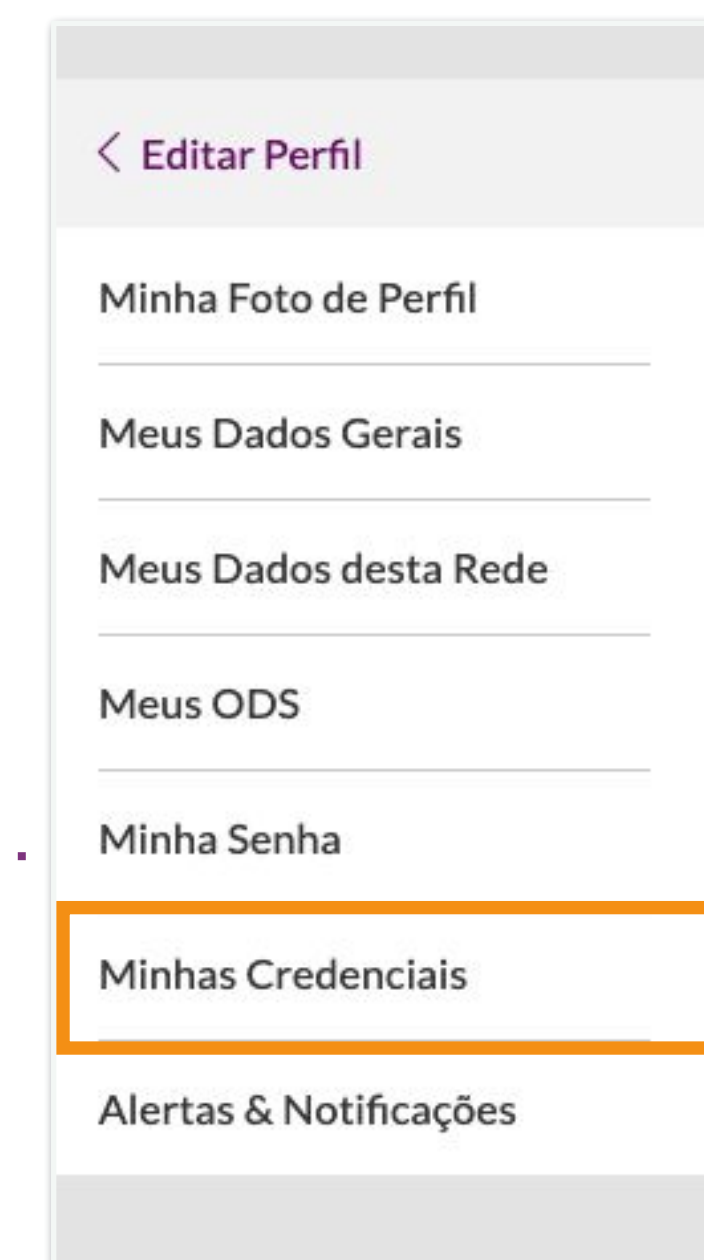 < Editar Perfil
Minha Foto de Perfil
Meus Dados Gerais
Meus Dados desta Rede
Meus ODS
Minha Senha
Minhas Credenciais
Alertas & Notificações